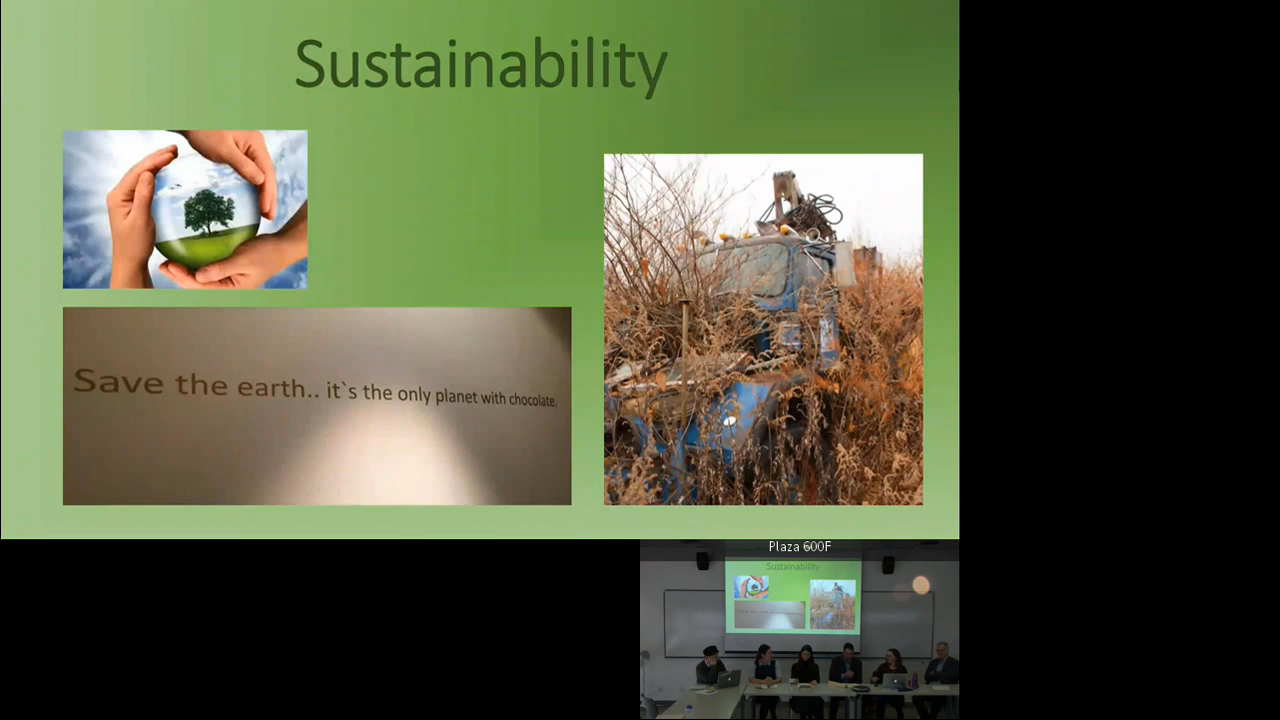 Sustainability
Save the earth.. it`s the only planet with chocolate.
Plaza 600F
Sustainability